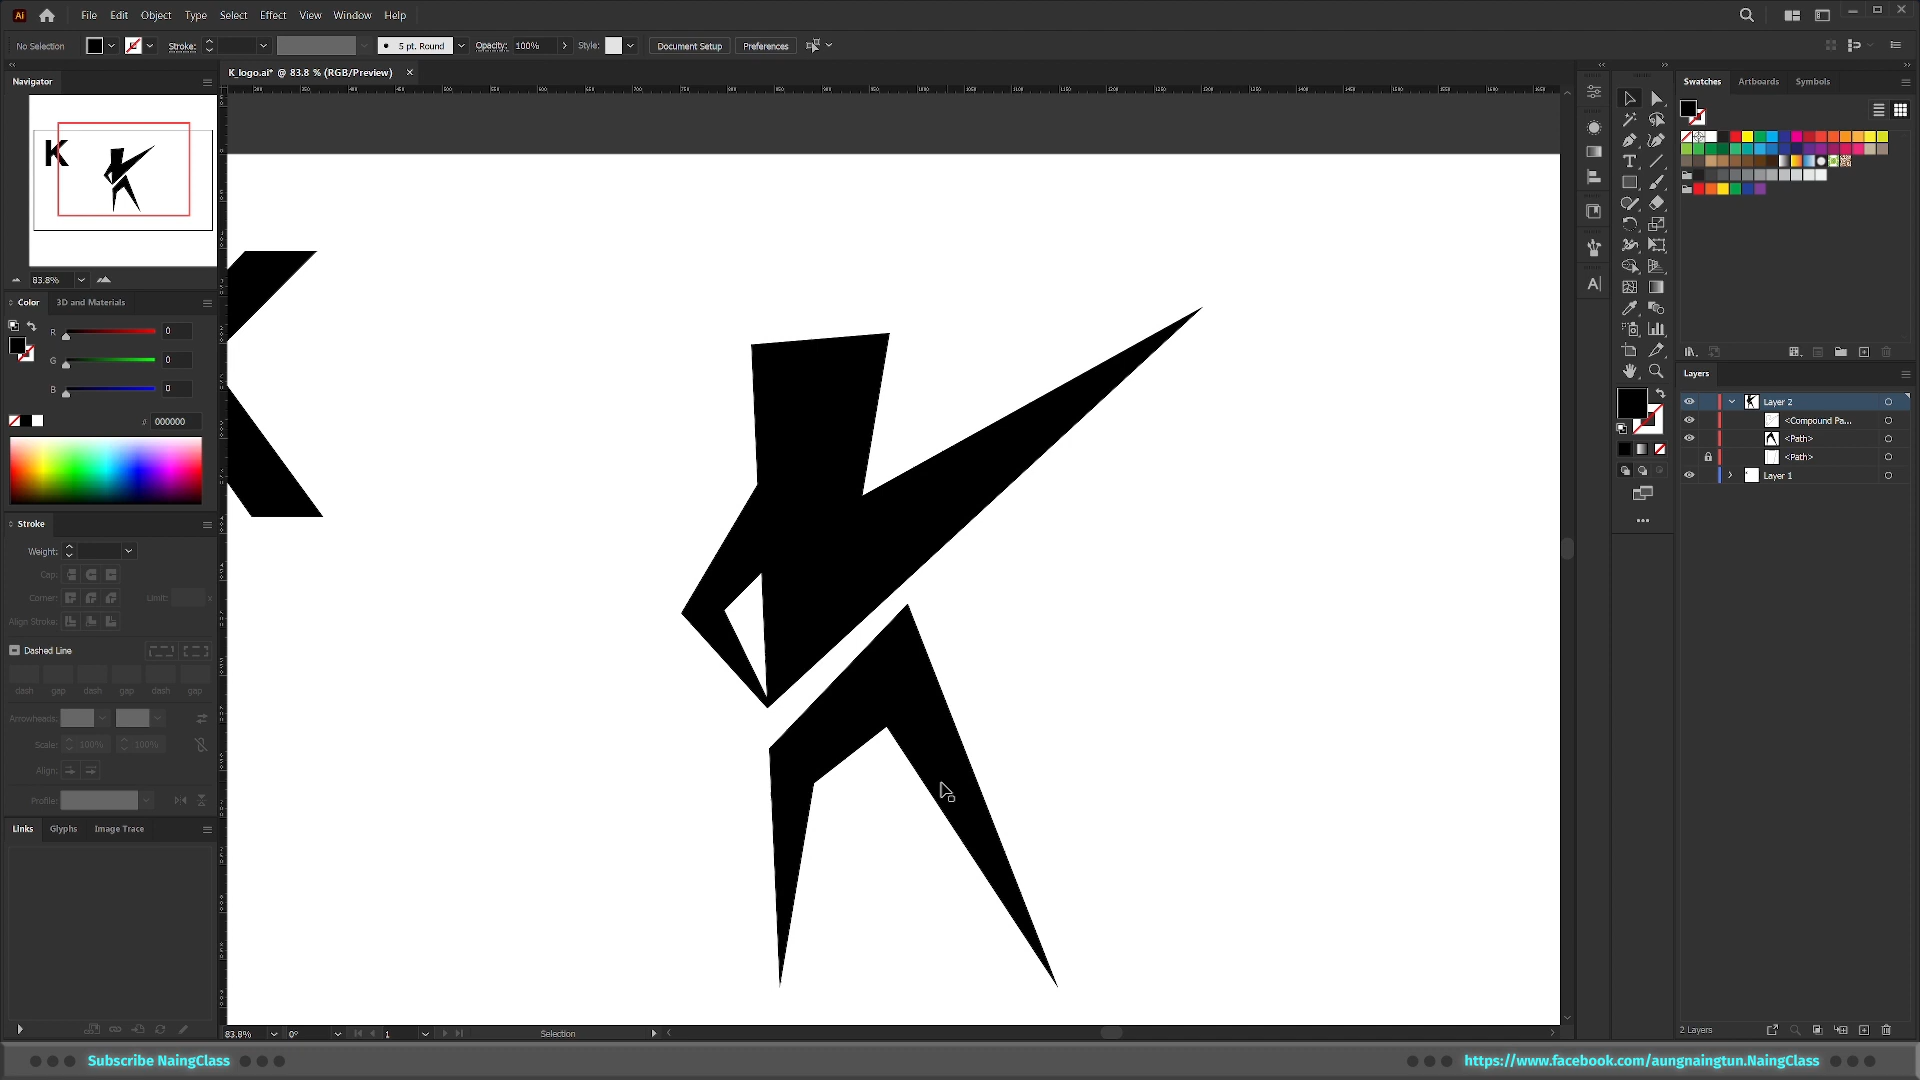 Ai File Edit Object Type Select Effect View Window Help
No Selection Stroke: 5 pt. Round Opacity: 100% Style: Document Setup Preferences
K_logo.ai* @ 83.8 % (RGB/Preview)
Navigator
K
83.8%
Color 3D and Materials
R 0
G 0
B 0
# 000000
Stroke
Weight:
Cap:
Corner: Limit: x
Align Stroke:
Dashed Line
dash gap dash gap dash gap
Arrowheads:
Scale: 100% 100%
Align:
Profile:
Links Glyphs Image Trace
83.8% 0° 1 Selection
Swatches Artboards Symbols
Layers
Layer 2
<Compound Pa...
<Path>
<Path>
Layer 1
2 Layers
Subscribe NaingClass
https://www.facebook.com/aungnaingtun.NaingClass